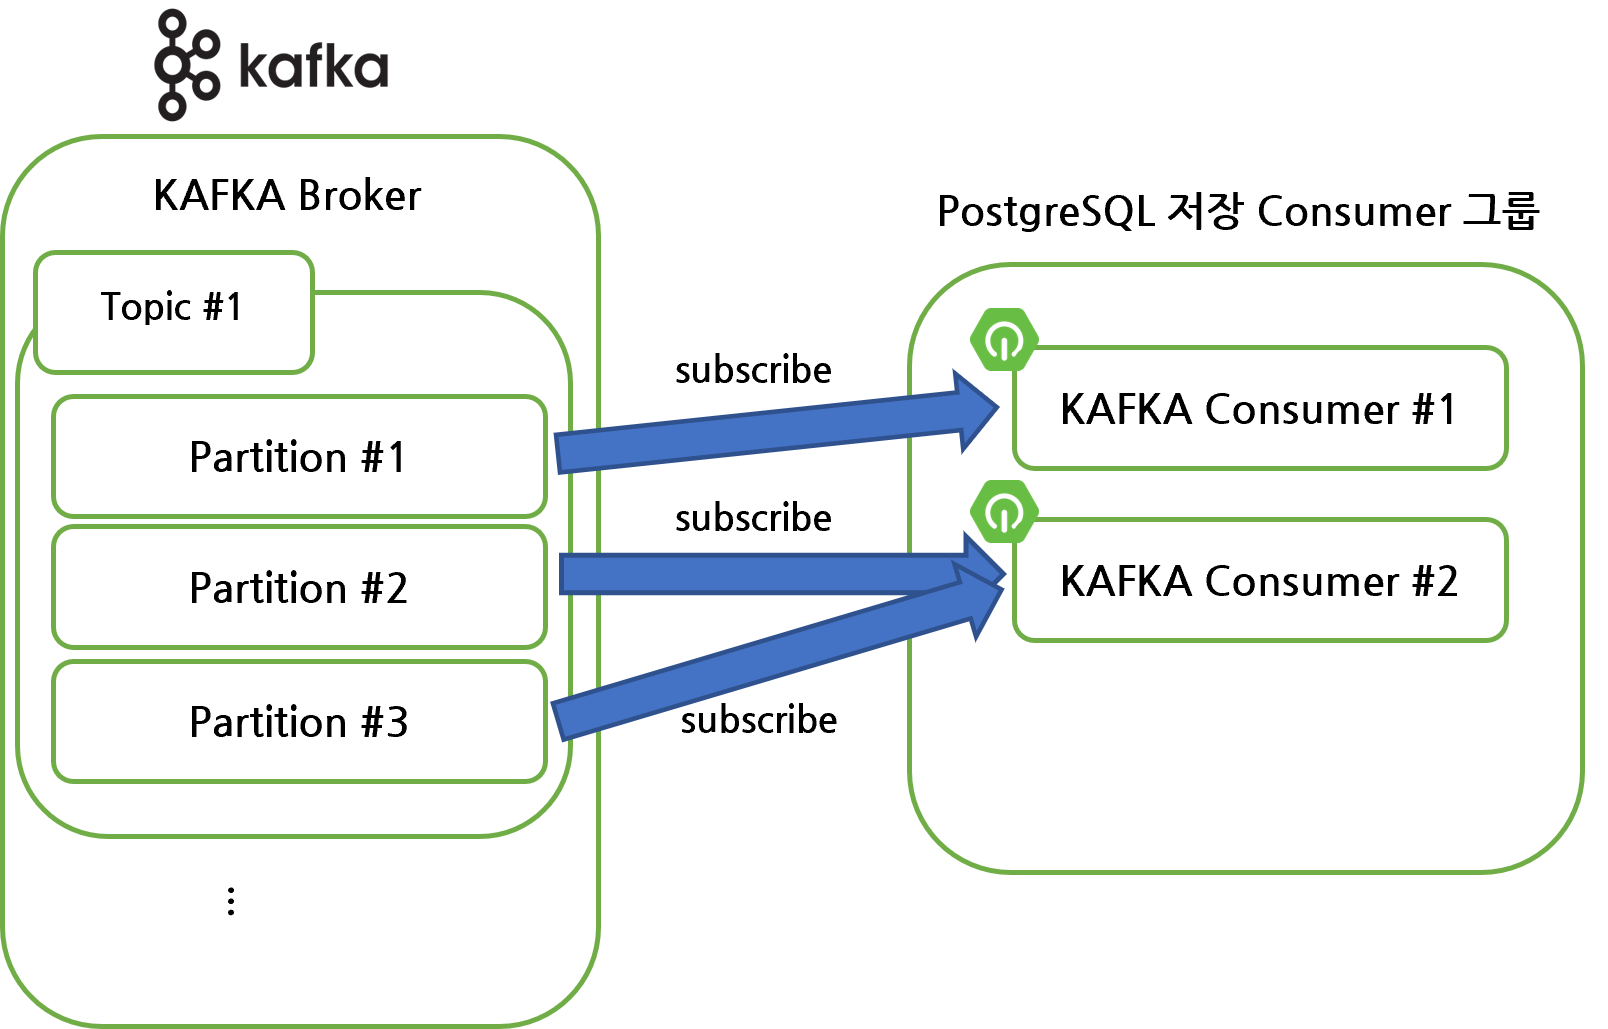 kafka
KAFKA Broker
Topic #1
Partition #1
Partition #2
Partition #3
⋮
subscribe
subscribe
subscribe
PostgreSQL 저장 Consumer 그룹
KAFKA Consumer #1
KAFKA Consumer #2